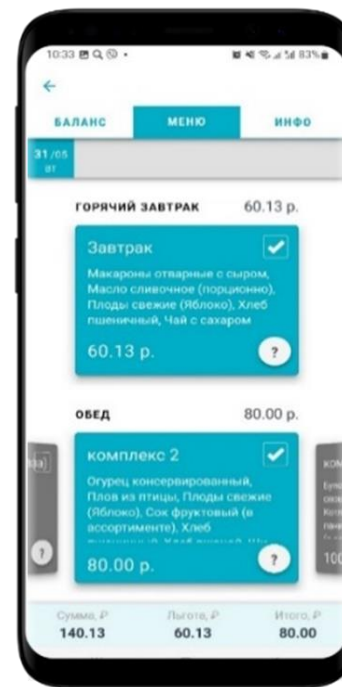 10:33
83%
БАЛАНС МЕНЮ ИНФО
31/05
ВТ
ГОРЯЧИЙ ЗАВТРАК 60.13 р.
Завтрак
Макароны отварные с сыром,
Масло сливочное (порционно),
Плоды свежие (Яблоко), Хлеб
пшеничный, Чай с сахаром
60.13 р.
?
ОБЕД 80.00 р.
комплекс 2
Огурец консервированный,
Плов из птицы, Плоды свежие
(Яблоко), Сок фруктовый (в
ассортименте), Хлеб
80.00 р.
?
?
Сумма, ₽ Льгота, ₽ Итого, ₽
140.13 60.13 80.00